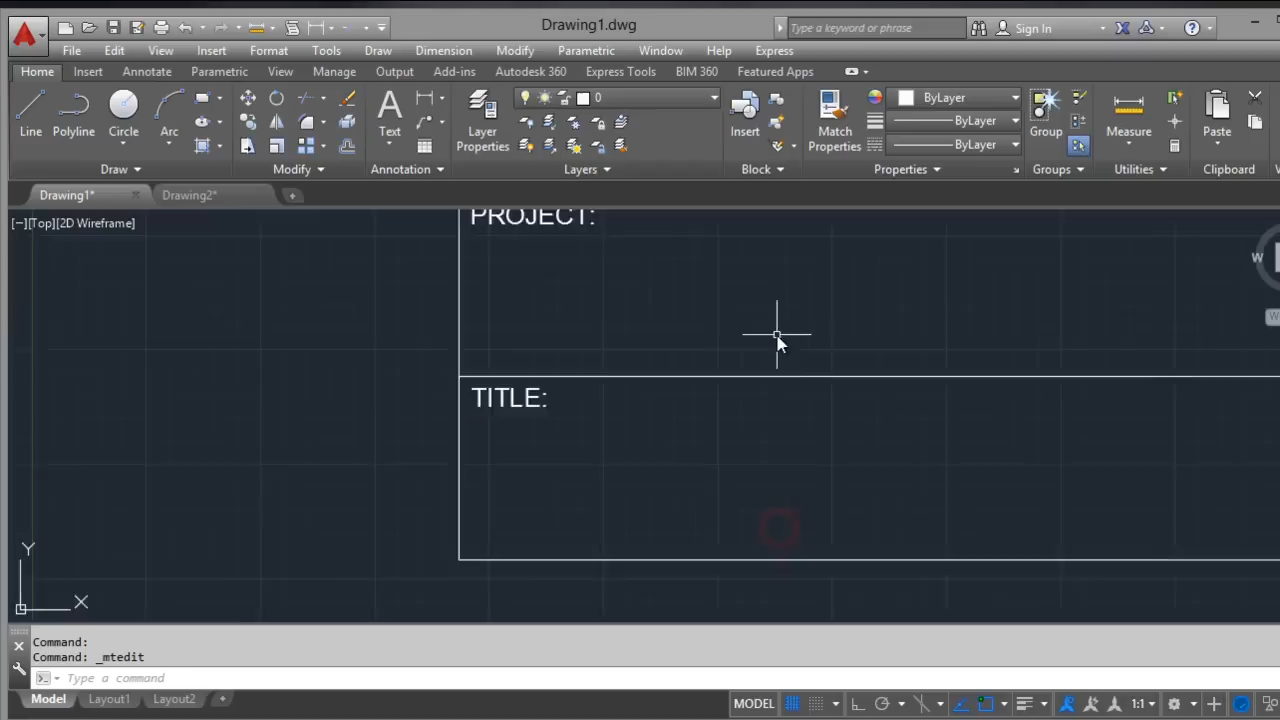 Drawing1.dwg
Type a keyword or phrase
Sign In
File Edit View Insert Format Tools Draw Dimension Modify Parametric Window Help Express
Home Insert Annotate Parametric View Manage Output Add-ins Autodesk 360 Express Tools BIM 360 Featured Apps
Line Polyline Circle Arc Text Layer Properties 0 Insert Match Properties ByLayer Group Measure Paste
ByLayer
ByLayer
Draw Modify Annotation Layers Block Properties Groups Utilities Clipboard
Drawing1* Drawing2*
[−][Top][2D Wireframe]
PROJECT:
W
TITLE:
Y
X
Command:
Command: _mtedit
Type a command
Model Layout1 Layout2 +
MODEL 1:1